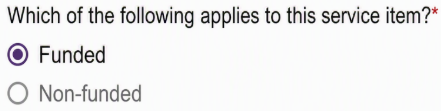 Which of the following applies to this service item?*
Funded
Non-funded